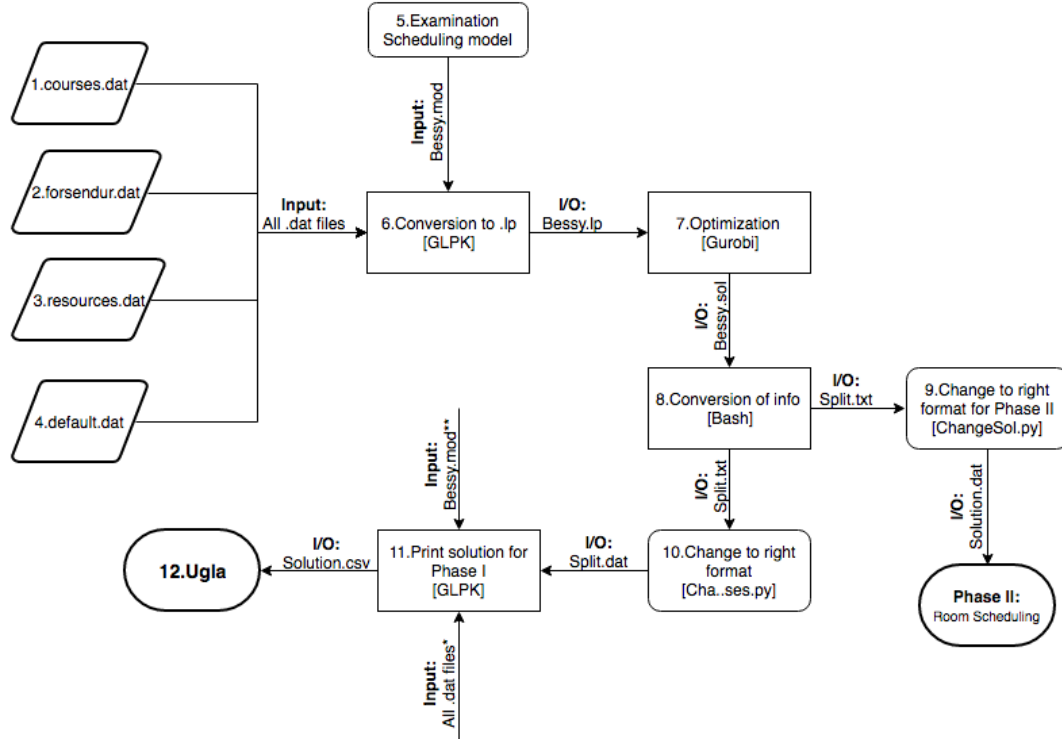 5.Examination
Scheduling model
1.courses.dat
2.forsendur.dat
3.resources.dat
4.default.dat
Input:
Bessy.mod
Input:
All .dat files
6.Conversion to .lp
[GLPK]
I/O:
Bessy.lp
7.Optimization
[Gurobi]
I/O:
Bessy.sol
8.Conversion of info
[Bash]
I/O:
Split.txt
9.Change to right
format for Phase II
[ChangeSol.py]
I/O:
Solution.dat
Phase II:
Room Scheduling
I/O:
Split.txt
10.Change to right
format
[Cha..ses.py]
I/O:
Split.dat
Input:
Bessy.mod**
11.Print solution for
Phase I
[GLPK]
Input:
All .dat files*
I/O:
Solution.csv
12.Ugla